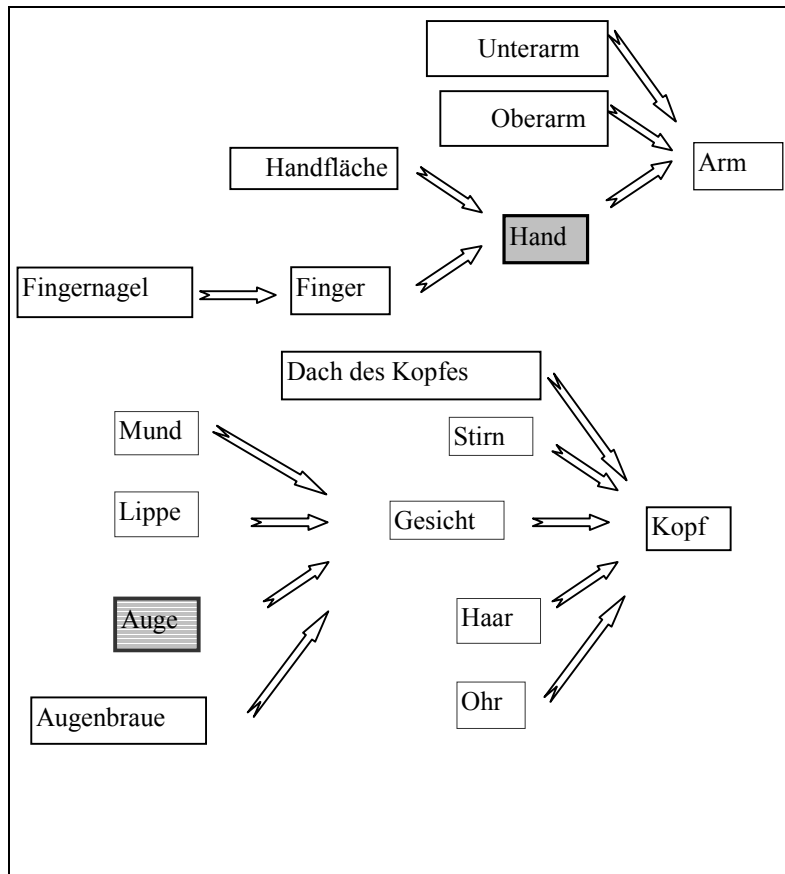 Unterarm
Oberarm
Arm
Handfläche
Hand
Fingernagel
Finger
Dach des Kopfes
Mund
Stirn
Lippe
Gesicht
Kopf
Auge
Haar
Ohr
Augenbraue